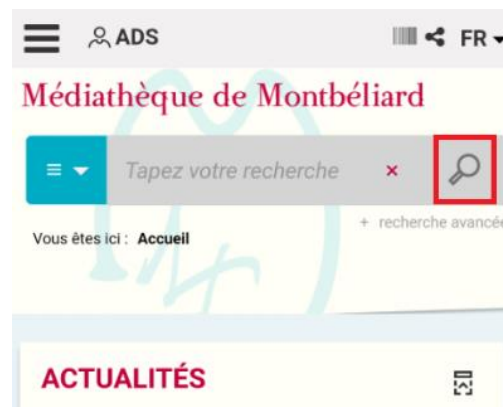 ADS FR
Médiathèque de Montbéliard
Tapez votre recherche
+ recherche avancée
Vous êtes ici : Accueil
ACTUALITÉS